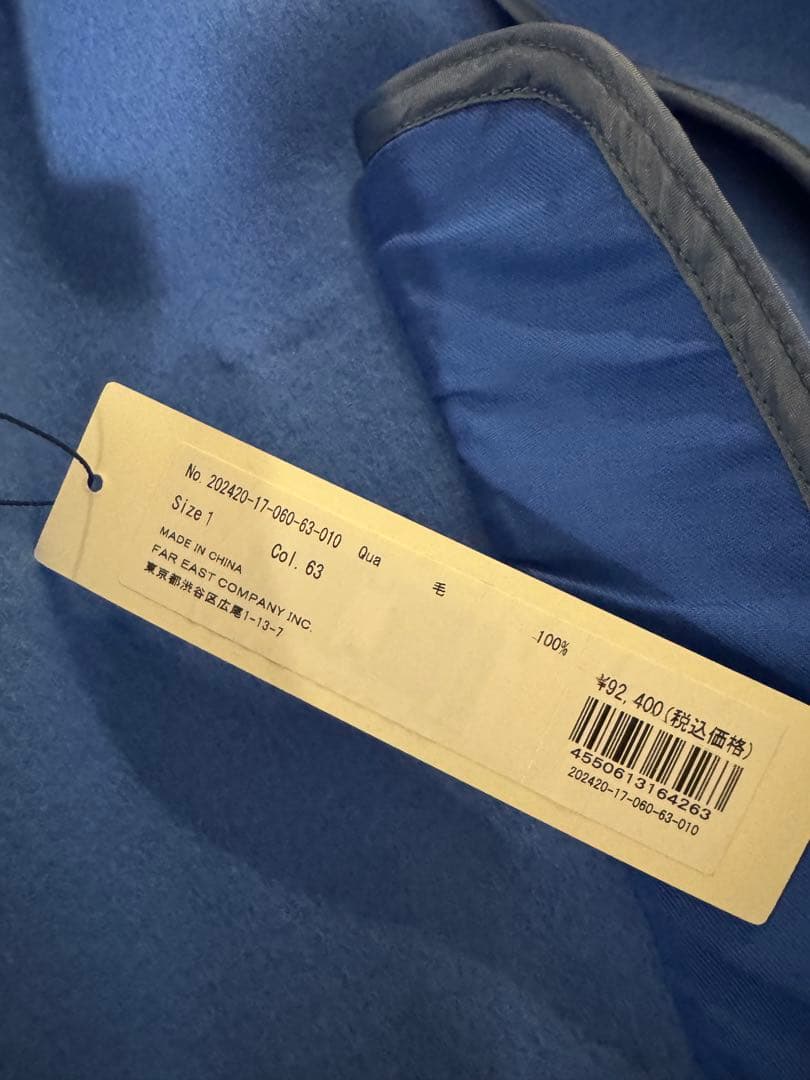 No. 202420-17-060-63-010
Size 1 Col. 63
MADE IN CHINA
FAR EAST COMPANY INC.
東京都渋谷区広尾1-13-7
Qua 毛 100%
¥92,400(税込価格)
4550613164263
202420-17-060-63-010